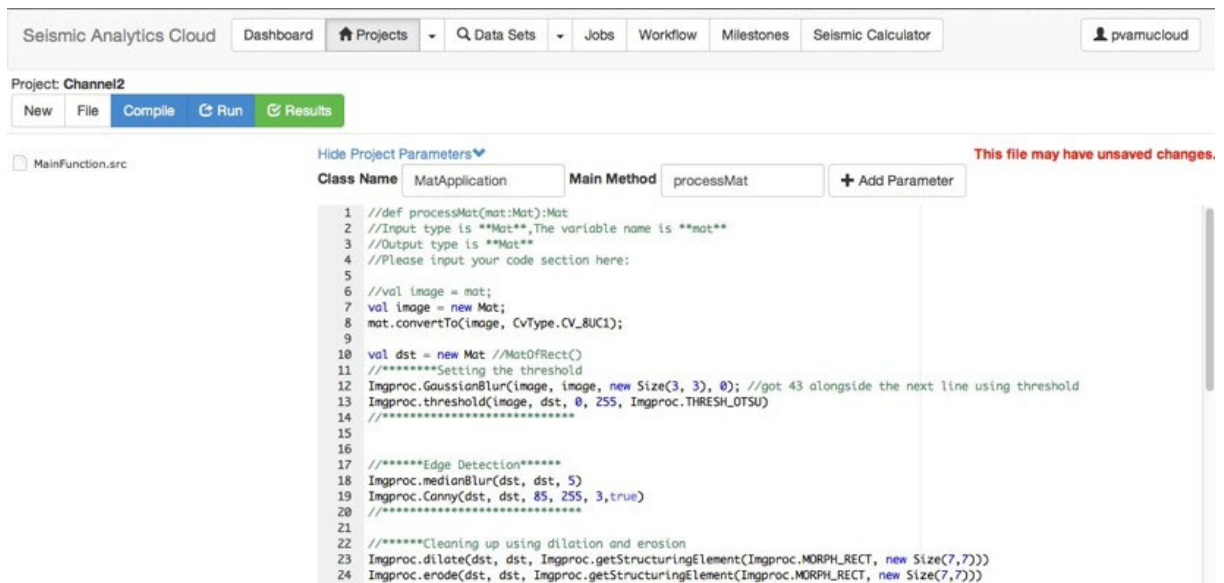 Seismic Analytics Cloud Dashboard Projects Data Sets Jobs Workflow Milestones Seismic Calculator pvamucloud
Project: Channel2
New File Compile Run Results
MainFunction.src
Hide Project Parameters
This file may have unsaved changes.
Class Name MatApplication Main Method processMat + Add Parameter
1 //def processMat(mat:Mat):Mat
2 //Input type is **Mat**,The variable name is **mat**
3 //Output type is **Mat**
4 //Please input your code section here:
5
6 //val image = mat;
7 val image = new Mat;
8 mat.convertTo(image, CvType.CV_8UC1);
9
10 val dst = new Mat //MatOfRect()
11 //********Setting the threshold
12 Imgproc.GaussianBlur(image, image, new Size(3, 3), 0); //got 43 alongside the next line using threshold
13 Imgproc.threshold(image, dst, 0, 255, Imgproc.THRESH_OTSU)
14 //****************************
15
16
17 //******Edge Detection******
18 Imgproc.medianBlur(dst, dst, 5)
19 Imgproc.Canny(dst, dst, 85, 255, 3,true)
20 //*****************************
21
22 //******Cleaning up using dilation and erosion
23 Imgproc.dilate(dst, dst, Imgproc.getStructuringElement(Imgproc.MORPH_RECT, new Size(7,7)))
24 Imgproc.erode(dst, dst, Imgproc.getStructuringElement(Imgproc.MORPH_RECT, new Size(7,7)))